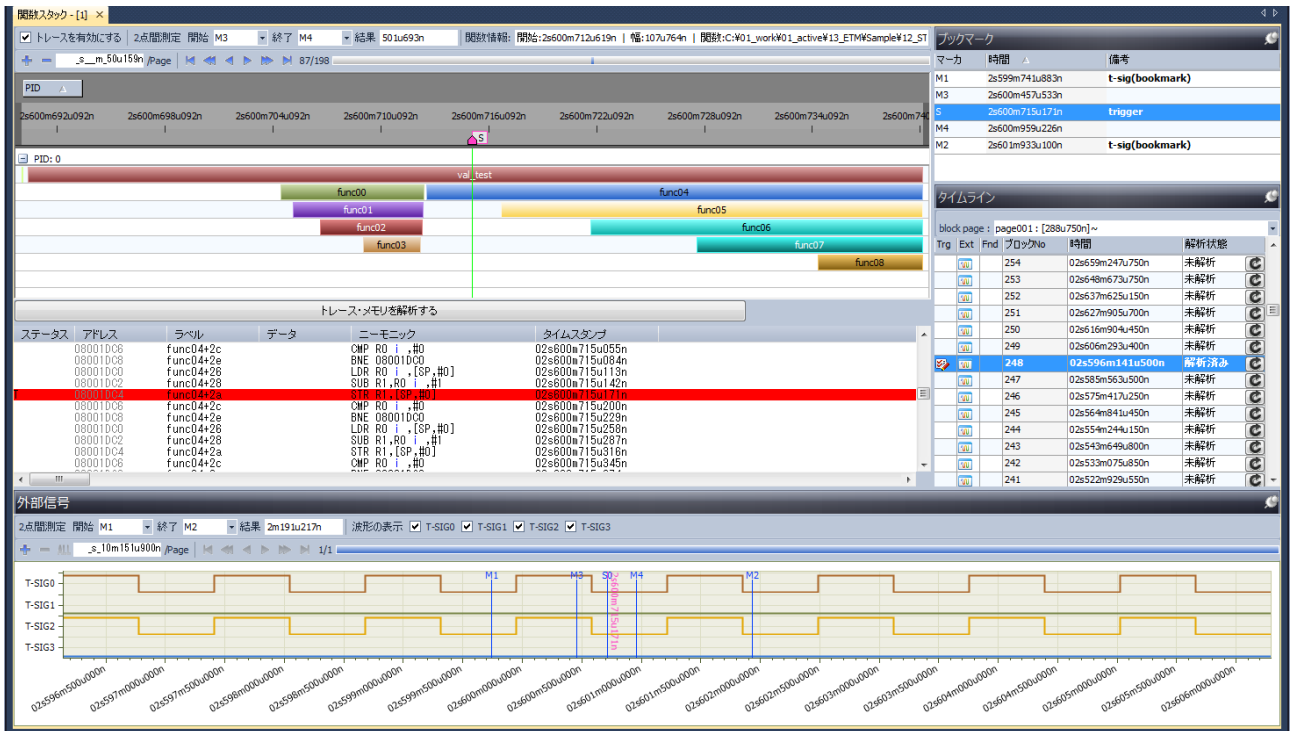 関数スタック - [1] ×
トレースを有効にする 2点間測定 開始 M3 終了 M4 結果 501u693n 関数情報: 開始:2s600m712u619n | 幅:107u764n | 関数:C:¥01_work¥01_active¥13_ETM¥Sample¥12_ST
_s__m_50u159n /Page 87/198
PID
2s600m692u092n 2s600m698u092n 2s600m704u092n 2s600m710u092n 2s600m716u092n 2s600m722u092n 2s600m728u092n 2s600m734u092n 2s600m740
S
PID: 0
val_test
func00 func04
func01 func05
func02 func06
func03 func07
func08
トレース・メモリを解析する
ステータス アドレス ラベル データ ニーモニック タイムスタンプ
08001DC6 func04+2c CMP R0 i ,#0 02s600m715u055n
08001DC8 func04+2e BNE 08001DC0 02s600m715u084n
08001DC0 func04+26 LDR R0 i ,[SP,#0] 02s600m715u113n
08001DC2 func04+28 SUB R1,R0 i ,#1 02s600m715u142n
T 08001DC4 func04+2a STR R1,[SP,#0] 02s600m715u171n
08001DC6 func04+2c CMP R0 i ,#0 02s600m715u200n
08001DC8 func04+2e BNE 08001DC0 02s600m715u229n
08001DC0 func04+26 LDR R0 i ,[SP,#0] 02s600m715u258n
08001DC2 func04+28 SUB R1,R0 i ,#1 02s600m715u287n
08001DC4 func04+2a STR R1,[SP,#0] 02s600m715u316n
08001DC6 func04+2c CMP R0 i ,#0 02s600m715u345n
ブックマーク
マーカ 時間 備考
M1 2s599m741u883n t-sig(bookmark)
M3 2s600m457u533n
S 2s600m715u171n trigger
M4 2s600m959u226n
M2 2s601m933u100n t-sig(bookmark)
タイムライン
block page : page001 : [288u750n]~
Trg Ext Fnd ブロックNo 時間 解析状態
254 02s659m247u750n 未解析
253 02s648m673u750n 未解析
252 02s637m625u150n 未解析
251 02s627m905u700n 未解析
250 02s616m904u450n 未解析
249 02s606m293u400n 未解析
248 02s596m141u500n 解析済み
247 02s585m563u500n 未解析
246 02s575m417u250n 未解析
245 02s564m841u450n 未解析
244 02s554m244u150n 未解析
243 02s543m649u800n 未解析
242 02s533m075u850n 未解析
241 02s522m929u550n 未解析
外部信号
2点間測定 開始 M1 終了 M2 結果 2m191u217n 波形の表示 T-SIG0 T-SIG1 T-SIG2 T-SIG3
ALL _s_10m151u900n /Page 1/1
M1 M3 S0 M4 M2
2s600m715u171n
T-SIG0
T-SIG1
T-SIG2
T-SIG3
02s596m500u000n 02s597m000u000n 02s597m500u000n 02s598m000u000n 02s598m500u000n 02s599m000u000n 02s599m500u000n 02s600m000u000n 02s600m500u000n 02s601m000u000n 02s601m500u000n 02s602m000u000n 02s602m500u000n 02s603m000u000n 02s603m500u000n 02s604m000u000n 02s604m500u000n 02s605m000u000n 02s605m500u000n 02s606m000u000n